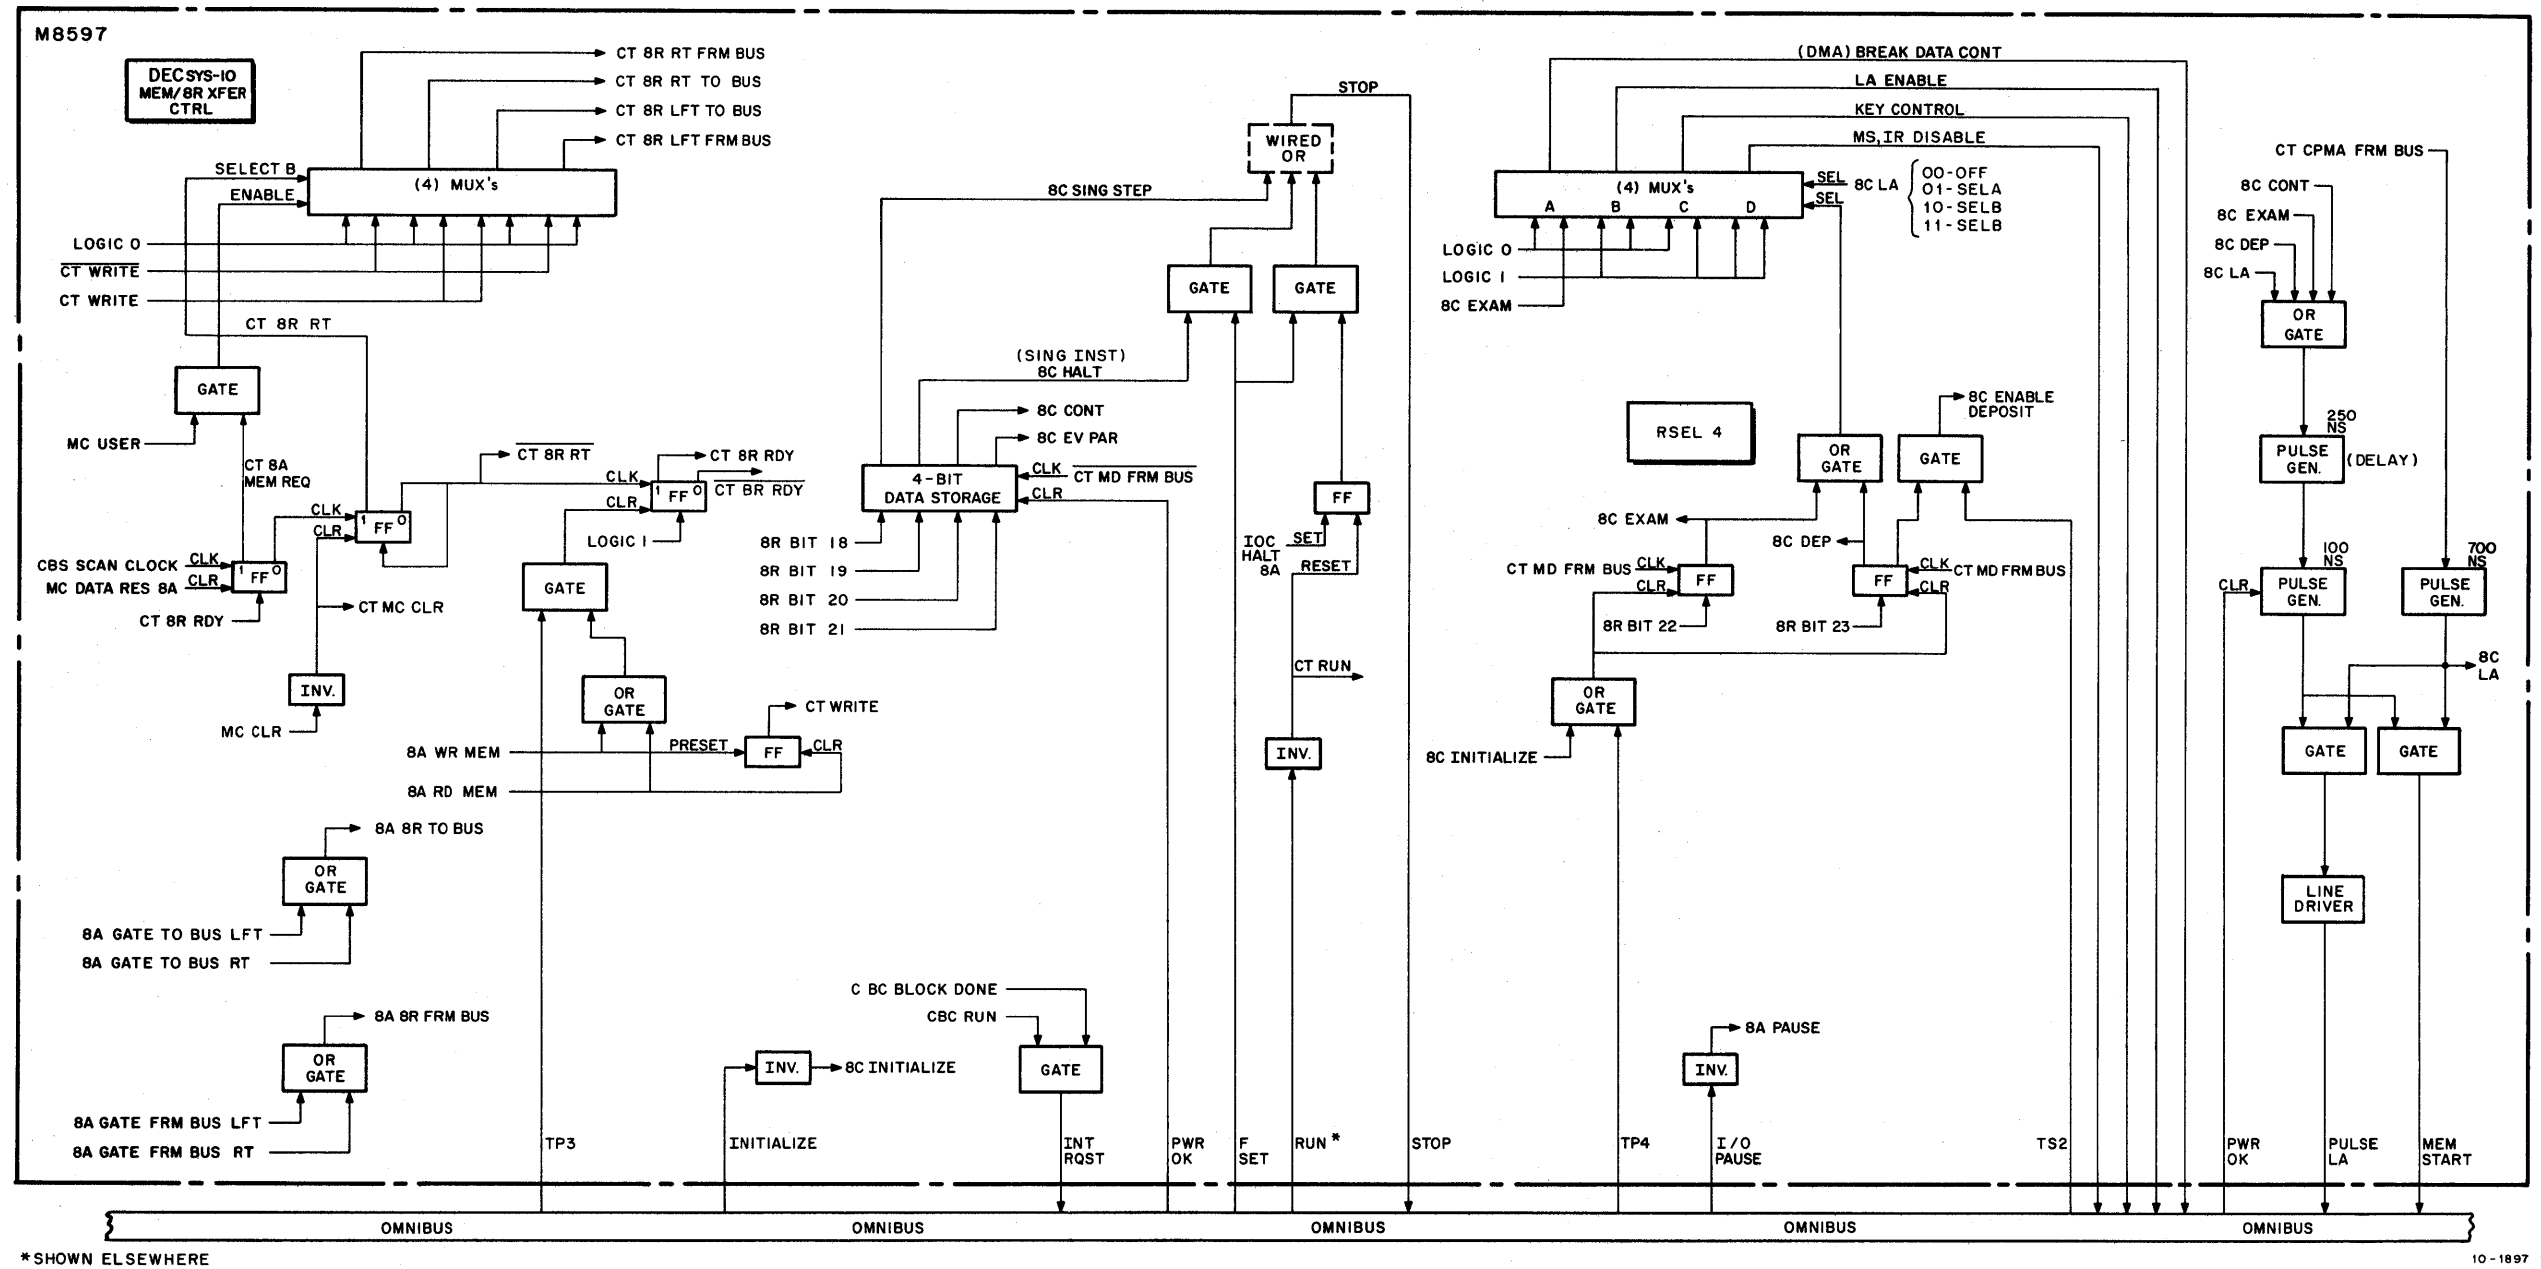 M8597
DECSYS-10
MEM/8R XFER
CTRL
CT 8R RT FRM BUS
CT 8R RT TO BUS
CT 8R LFT TO BUS
CT 8R LFT FRM BUS
SELECT B
ENABLE
(4) MUX's
LOGIC 0
CT WRITE
CT WRITE
CT 8R RT
GATE
MC USER
CT 8A
MEM REQ
CLK
CLR
1 FF 0
CBS SCAN CLOCK
CLK
MC DATA RES 8A
CLR
1 FF 0
CT 8R RDY
CT MC CLR
INV.
MC CLR
CT 8R RT
CLK
CLR
1 FF 0
CT 8R RDY
CT BR RDY
LOGIC 1
GATE
OR
GATE
8A WR MEM
PRESET
FF
CLR
CT WRITE
8A RD MEM
8A 8R TO BUS
OR
GATE
8A GATE TO BUS LFT
8A GATE TO BUS RT
8A 8R FRM BUS
OR
GATE
8A GATE FRM BUS LFT
8A GATE FRM BUS RT
STOP
WIRED
OR
8C SING STEP
GATE
GATE
(SING INST)
8C HALT
8C CONT
8C EV PAR
4-BIT
DATA STORAGE
CLK
CT MD FRM BUS
CLR
8R BIT 18
8R BIT 19
8R BIT 20
8R BIT 21
FF
IOC
HALT
8A
SET
RESET
CT RUN
INV.
C BC BLOCK DONE
CBC RUN
GATE
INV.
8C INITIALIZE
(DMA) BREAK DATA CONT
LA ENABLE
KEY CONTROL
MS,IR DISABLE
(4) MUX's
A B C D
SEL
SEL
8C LA
00-OFF
01-SELA
10-SELB
11-SELB
LOGIC 0
LOGIC 1
8C EXAM
RSEL 4
8C ENABLE
DEPOSIT
OR
GATE
GATE
8C EXAM
8C DEP
CT MD FRM BUS
CLK
CLR
FF
FF
CLK
CT MD FRM BUS
CLR
8R BIT 22
8R BIT 23
OR
GATE
8C INITIALIZE
8A PAUSE
INV.
CT CPMA FRM BUS
8C CONT
8C EXAM
8C DEP
8C LA
OR
GATE
250
NS
PULSE
GEN.
(DELAY)
100
NS
700
NS
CLR
PULSE
GEN.
PULSE
GEN.
8C
LA
GATE
GATE
LINE
DRIVER
TP3
INITIALIZE
INT
RQST
PWR
OK
F
SET
RUN *
STOP
TP4
I/O
PAUSE
TS2
PWR
OK
PULSE
LA
MEM
START
OMNIBUS OMNIBUS OMNIBUS OMNIBUS OMNIBUS
*SHOWN ELSEWHERE
10-1897